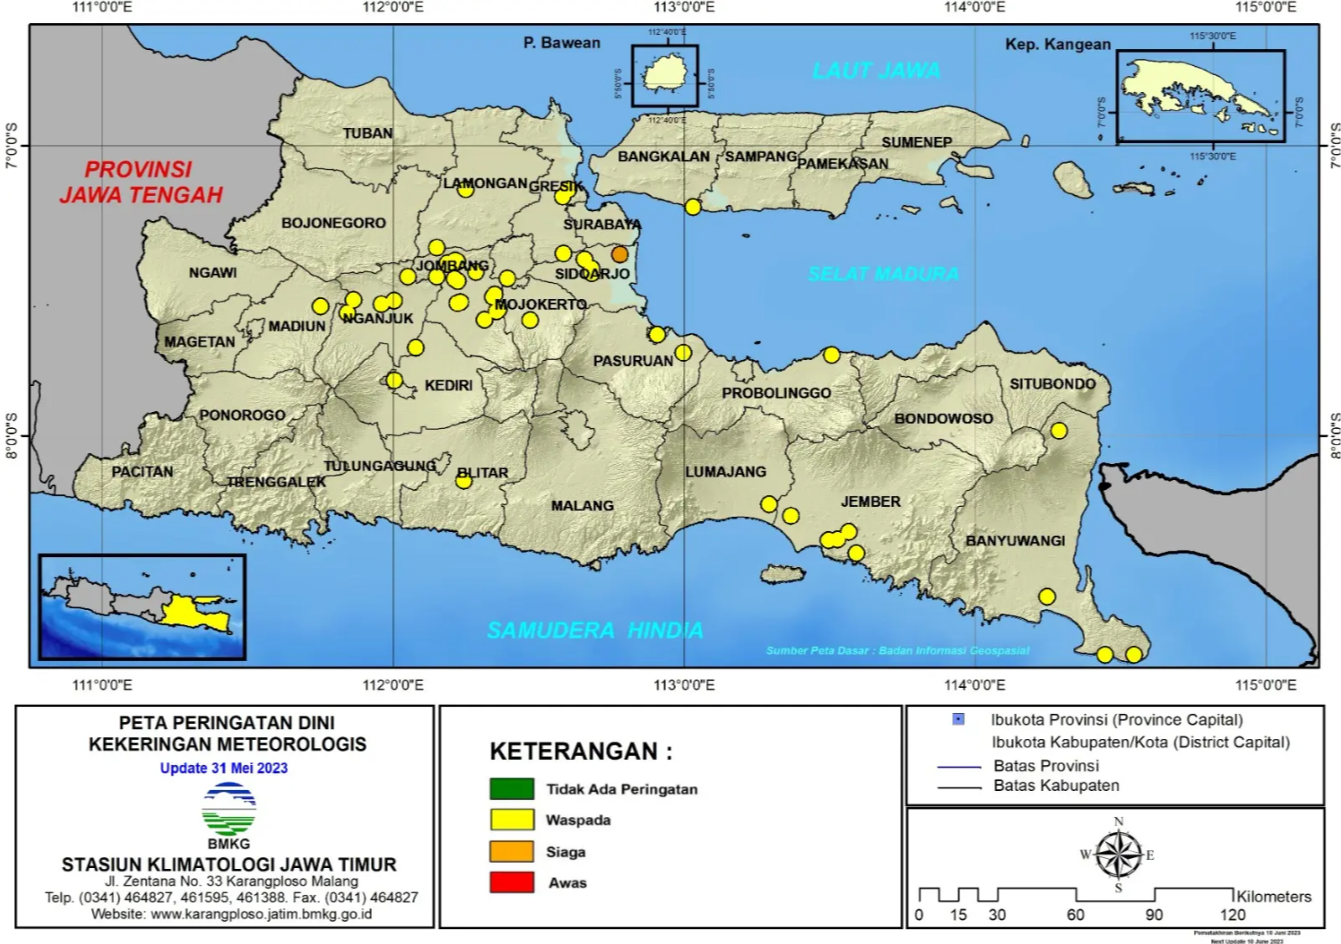 111°0'0"E 112°0'0"E 113°0'0"E 114°0'0"E 115°0'0"E
P. Bawean
112°40'0"E
5°50'0"S
5°50'0"S
112°40'0"E
LAUT JAWA
Kep. Kangean
115°30'0"E
7°0'0"S
7°0'0"S
115°30'0"E
7°0'0"S
7°0'0"S
PROVINSI
JAWA TENGAH
TUBAN
BANGKALAN
SAMPANG
PAMEKASAN
SUMENEP
LAMONGAN
GRESIK
BOJONEGORO
SURABAYA
NGAWI
JOMBANG
SIDOARJO
SELAT MADURA
MOJOKERTO
MADIUN
NGANJUK
MAGETAN
PASURUAN
KEDIRI
PROBOLINGGO
SITUBONDO
PONOROGO
BONDOWOSO
8°0'0"S
8°0'0"S
PACITAN
TRENGGALEK
TULUNGAGUNG
BLITAR
LUMAJANG
MALANG
JEMBER
BANYUWANGI
SAMUDERA HINDIA
Sumber Peta Dasar : Badan Informasi Geospasial
111°0'0"E 112°0'0"E 113°0'0"E 114°0'0"E 115°0'0"E
PETA PERINGATAN DINI
KEKERINGAN METEOROLOGIS
Update 31 Mei 2023
BMKG
STASIUN KLIMATOLOGI JAWA TIMUR
Jl. Zentana No. 33 Karangploso Malang
Telp. (0341) 464827, 461595, 461388. Fax. (0341) 464827
Website: www.karangploso.jatim.bmkg.go.id
KETERANGAN :
Tidak Ada Peringatan
Waspada
Siaga
Awas
Ibukota Provinsi (Province Capital)
Ibukota Kabupaten/Kota (District Capital)
Batas Provinsi
Batas Kabupaten
N
W E
S
Kilometers
0 15 30 60 90 120
Pemutakhiran Berikutnya 10 Juni 2023
Next Update 10 June 2023